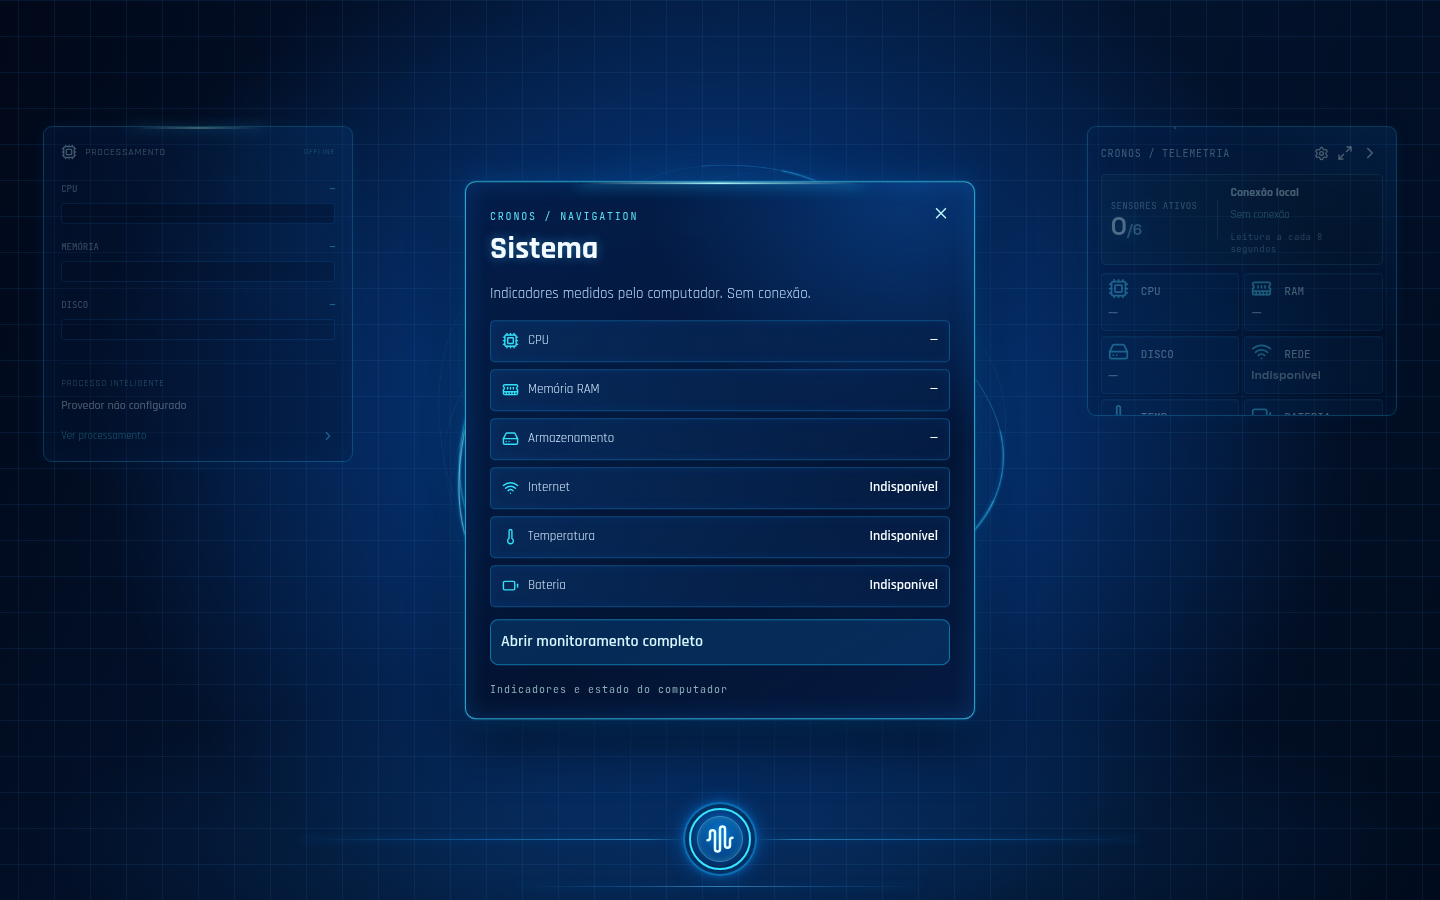 PROCESSAMENTO
OFFLINE
CPU
—
MEMÓRIA
—
DISCO
—
PROCESSO INTELIGENTE
Provedor não configurado
Ver processamento
CRONOS / NAVIGATION
Sistema
Indicadores medidos pelo computador. Sem conexão.
CPU —
Memória RAM —
Armazenamento —
Internet Indisponível
Temperatura Indisponível
Bateria Indisponível
Abrir monitoramento completo
Indicadores e estado do computador
CRONOS / TELEMETRIA
SENSORES ATIVOS
0/6
Conexão local
Sem conexão
Leitura a cada 8
segundos
CPU
—
RAM
—
DISCO
—
REDE
Indisponível
TEMP
BATERIA